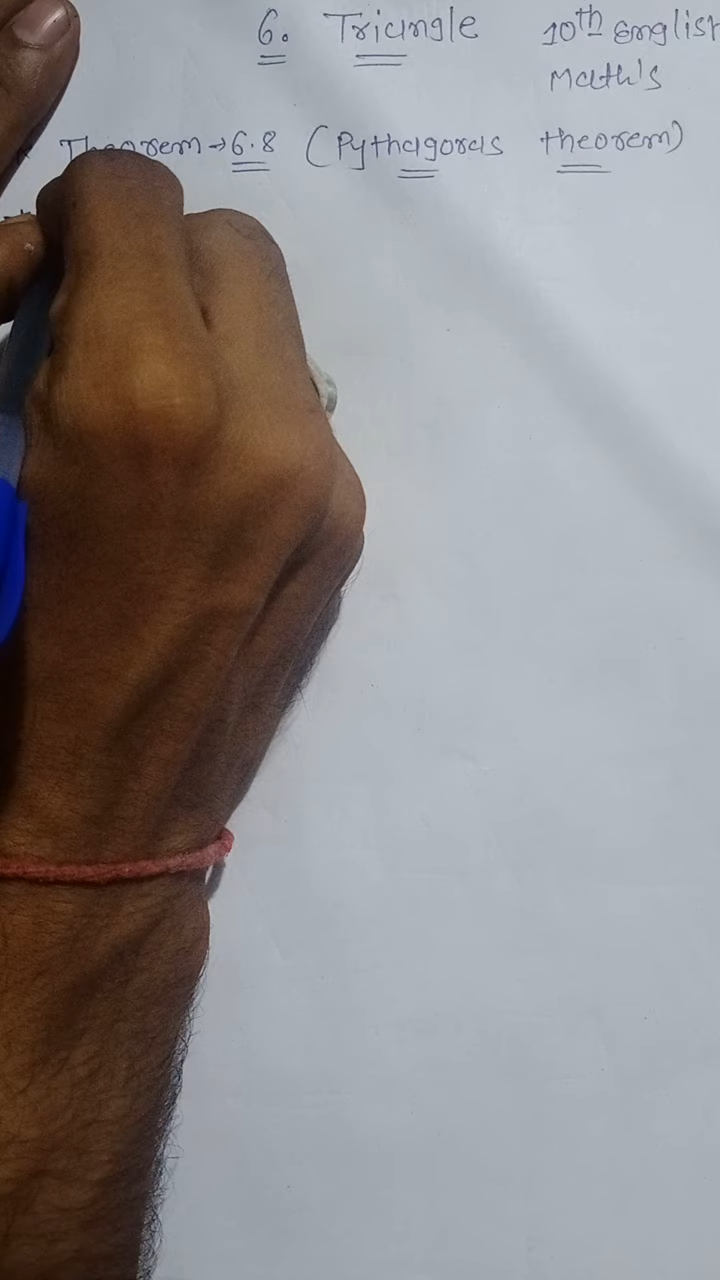 6. Triangle 10th English
Math's
Theorem → 6.8 (Pythagoras theorem)